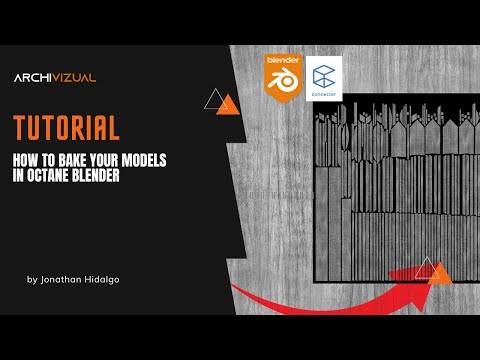 ARCHIVIZUAL
TUTORIAL
HOW TO BAKE YOUR MODELS
IN OCTANE BLENDER
by Jonathan Hidalgo
blender
connecter